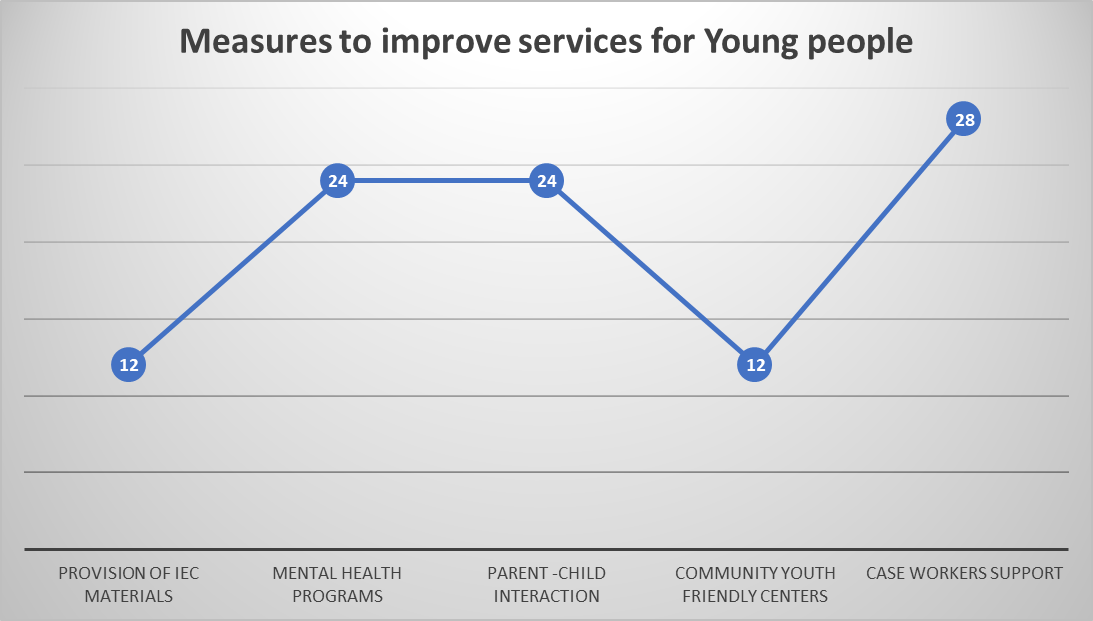 Measures to improve services for Young people
28
24
24
12
12
PROVISION OF IEC
MATERIALS
MENTAL HEALTH
PROGRAMS
PARENT -CHILD
INTERACTION
COMMUNITY YOUTH
FRIENDLY CENTERS
CASE WORKERS SUPPORT